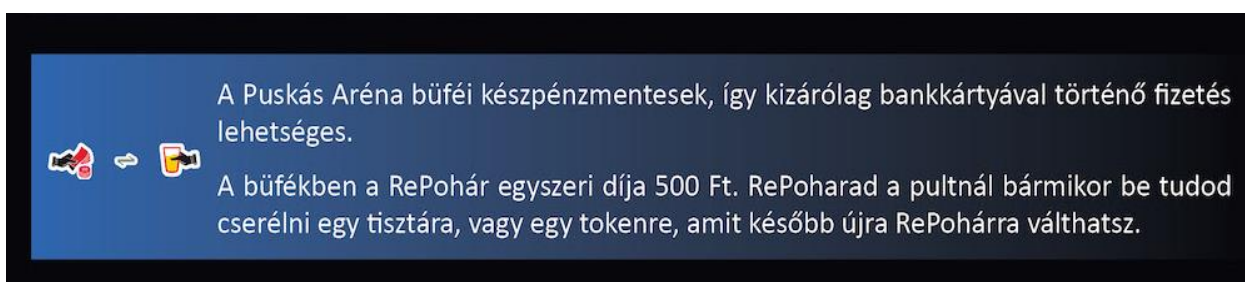 A Puskás Aréna büféi készpénzmentesek, így kizárólag bankkártyával történő fizetés
lehetséges.
A büfékben a RePohár egyszeri díja 500 Ft. RePoharad a pultnál bármikor be tudod
cserélni egy tisztára, vagy egy tokenre, amit később újra RePohárra válthatsz.